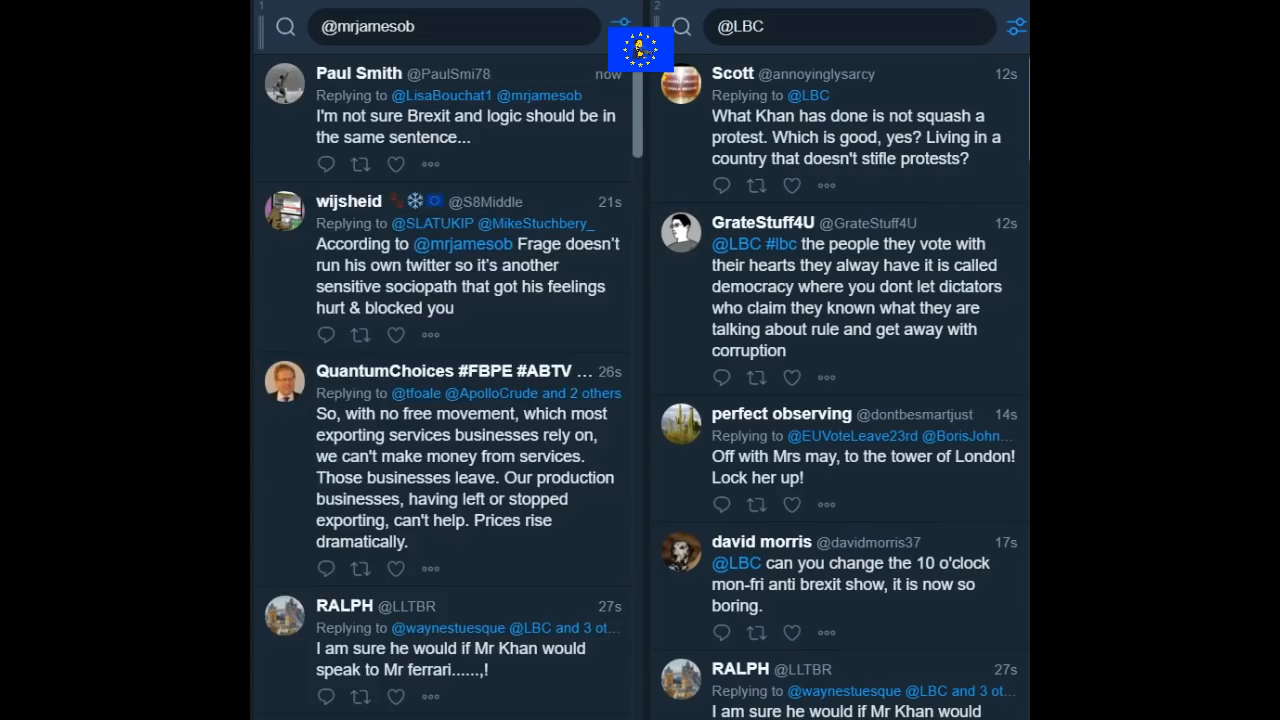 1
@mrjamesob
Paul Smith @PaulSmi78 now
Replying to @LisaBouchat1 @mrjamesob
I'm not sure Brexit and logic should be in
the same sentence...
wijsheid @S8Middle 21s
Replying to @SLATUKIP @MikeStuchbery_
According to @mrjamesob Frage doesn't
run his own twitter so it's another
sensitive sociopath that got his feelings
hurt & blocked you
QuantumChoices #FBPE #ABTV ... 26s
Replying to @tfoale @ApolloCrude and 2 others
So, with no free movement, which most
exporting services businesses rely on,
we can't make money from services.
Those businesses leave. Our production
businesses, having left or stopped
exporting, can't help. Prices rise
dramatically.
RALPH @LLTBR 27s
Replying to @waynestuesque @LBC and 3 ot...
I am sure he would if Mr Khan would
speak to Mr ferrari......,!
2
@LBC
Scott @annoyinglysarcy 12s
Replying to @LBC
What Khan has done is not squash a
protest. Which is good, yes? Living in a
country that doesn't stifle protests?
GrateStuff4U @GrateStuff4U 12s
@LBC #lbc the people they vote with
their hearts they alway have it is called
democracy where you dont let dictators
who claim they known what they are
talking about rule and get away with
corruption
perfect observing @dontbesmartjust 14s
Replying to @EUVoteLeave23rd @BorisJohn...
Off with Mrs may, to the tower of London!
Lock her up!
david morris @davidmorris37 17s
@LBC can you change the 10 o'clock
mon-fri anti brexit show, it is now so
boring.
RALPH @LLTBR 27s
Replying to @waynestuesque @LBC and 3 ot...
I am sure he would if Mr Khan would